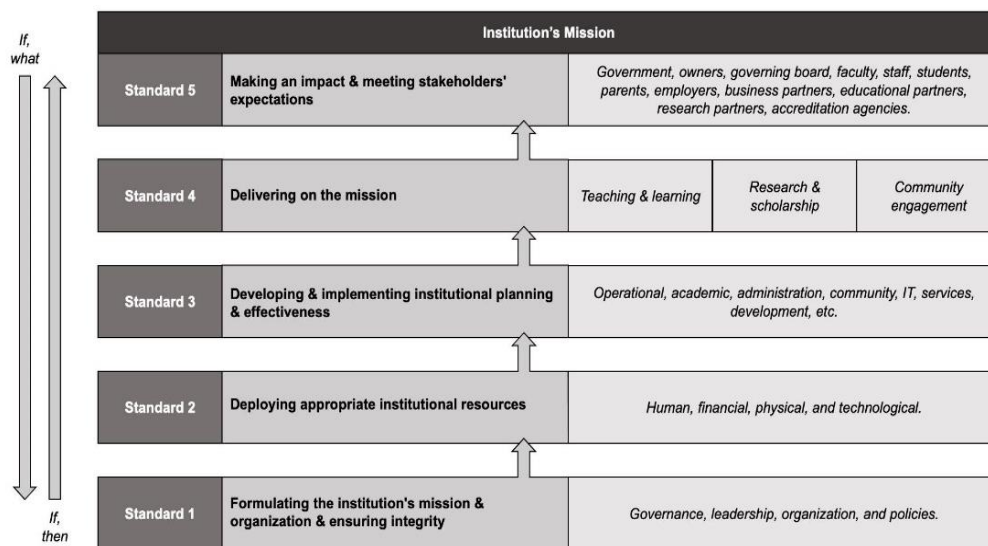 If,
what
Institution's Mission
Standard 5
Making an impact & meeting stakeholders'
expectations
Government, owners, governing board, faculty, staff, students,
parents, employers, business partners, educational partners,
research partners, accreditation agencies.
Standard 4
Delivering on the mission
Teaching & learning
Research &
scholarship
Community
engagement
Standard 3
Developing & implementing institutional planning
& effectiveness
Operational, academic, administration, community, IT, services,
development, etc.
Standard 2
Deploying appropriate institutional resources
Human, financial, physical, and technological.
Standard 1
Formulating the institution's mission &
organization & ensuring integrity
Governance, leadership, organization, and policies.
If,
then